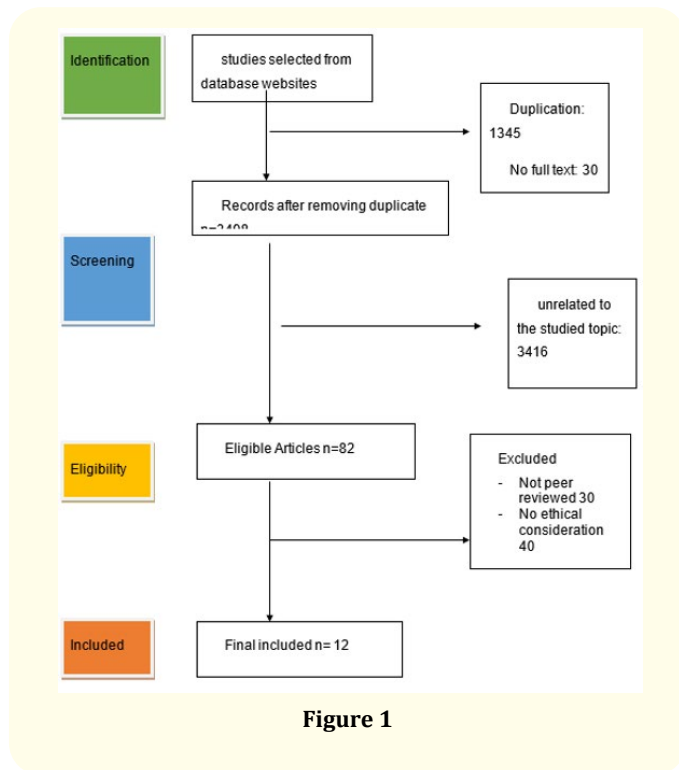 Identification
studies selected from
database websites
Duplication:
1345
No full text: 30
Records after removing duplicate
Screening
unrelated to
the studied topic:
3416
Eligible Articles n=82
Eligibility
Excluded
- Not peer
reviewed 30
- No ethical
consideration
40
Included
Final included n= 12
Figure 1